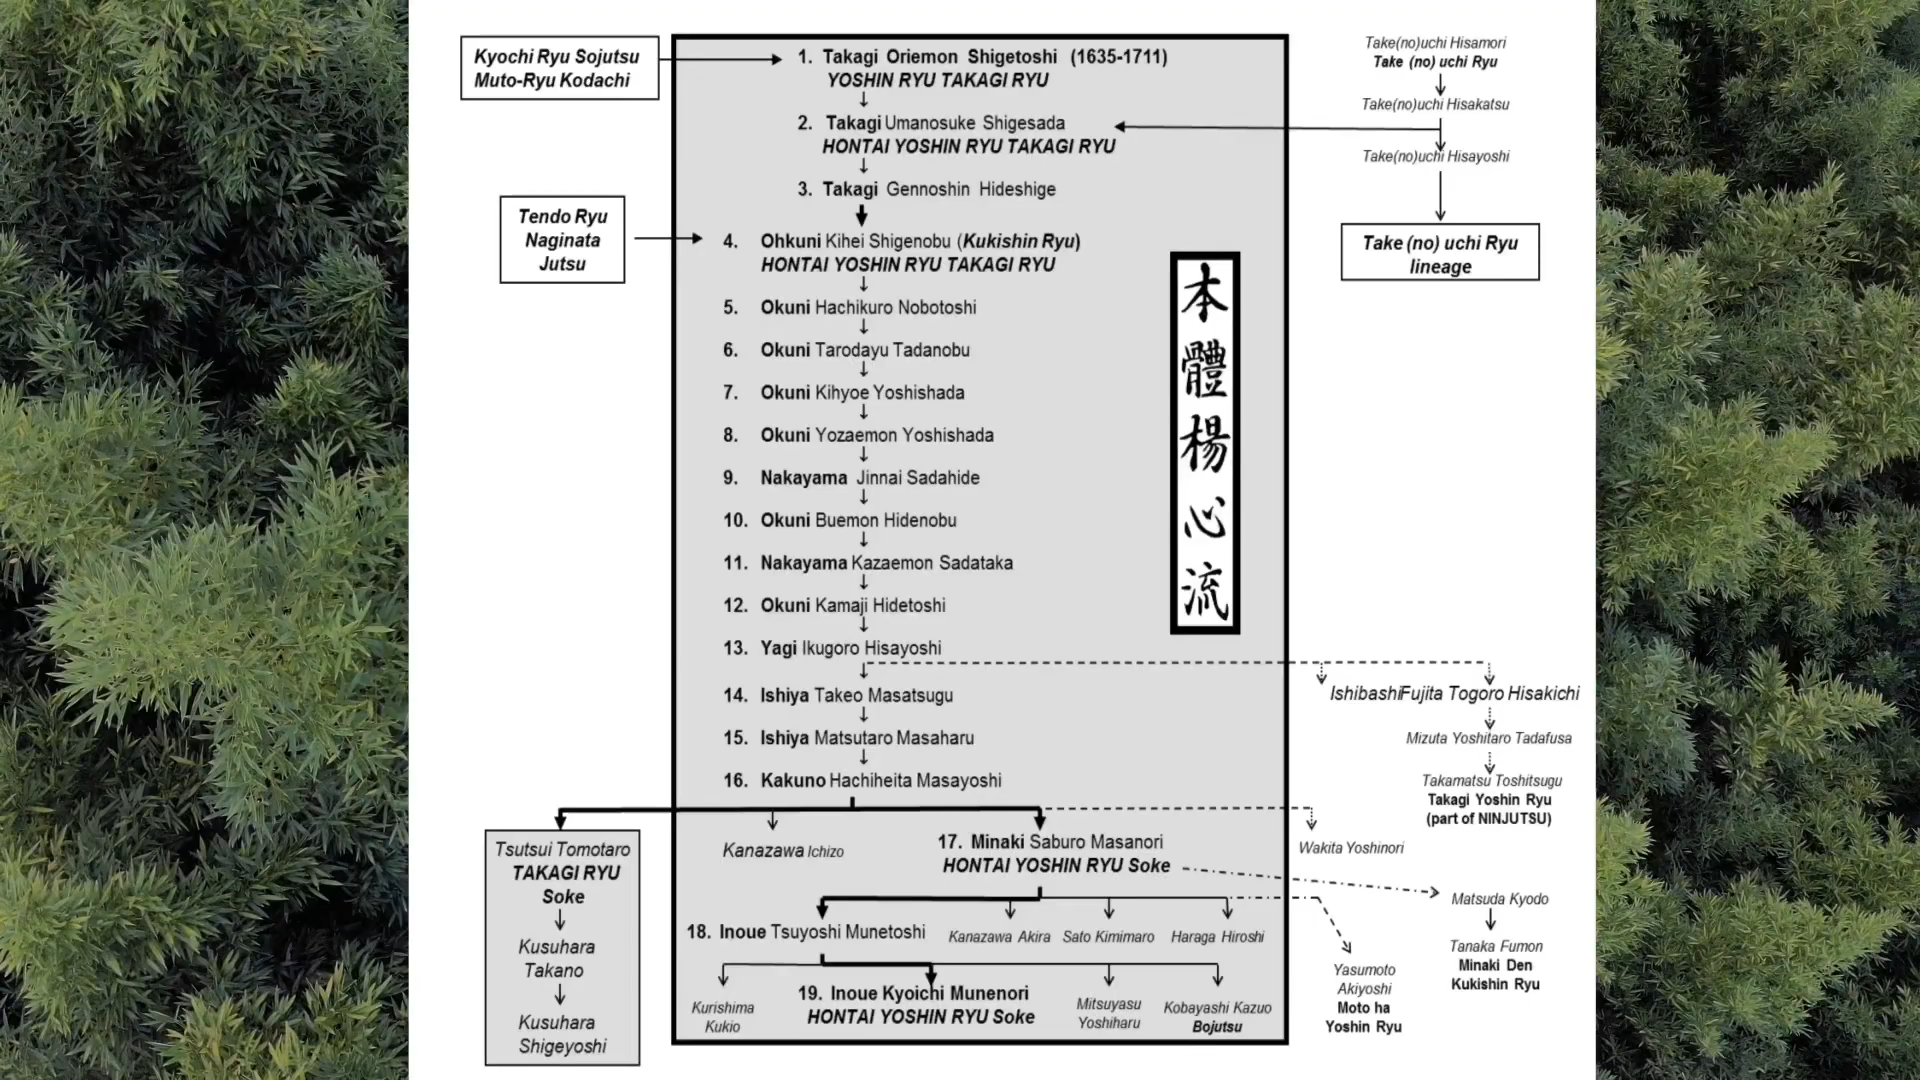 Kyochi Ryu Sojutsu
Muto-Ryu Kodachi
1. Takagi Oriemon Shigetoshi (1635-1711)
YOSHIN RYU TAKAGI RYU
2. Takagi Umanosuke Shigesada
HONTAI YOSHIN RYU TAKAGI RYU
3. Takagi Gennoshin Hideshige
Take(no)uchi Hisamori
Take (no) uchi Ryu
Take(no)uchi Hisakatsu
Take(no)uchi Hisayoshi
Take (no) uchi Ryu
lineage
Tendo Ryu
Naginata
Jutsu
4. Ohkuni Kihei Shigenobu (Kukishin Ryu)
HONTAI YOSHIN RYU TAKAGI RYU
5. Okuni Hachikuro Nobotoshi
6. Okuni Tarodayu Tadanobu
7. Okuni Kihyoe Yoshishada
8. Okuni Yozaemon Yoshishada
9. Nakayama Jinnai Sadahide
10. Okuni Buemon Hidenobu
11. Nakayama Kazaemon Sadataka
12. Okuni Kamaji Hidetoshi
13. Yagi Ikugoro Hisayoshi
14. Ishiya Takeo Masatsugu
15. Ishiya Matsutaro Masaharu
16. Kakuno Hachiheita Masayoshi
本體楊心流
IshibashiFujita Togoro Hisakichi
Mizuta Yoshitaro Tadafusa
Takamatsu Toshitsugu
Takagi Yoshin Ryu
(part of NINJUTSU)
Tsutsui Tomotaro
TAKAGI RYU
Soke
Kusuhara
Takano
Kusuhara
Shigeyoshi
Kanazawa Ichizo
17. Minaki Saburo Masanori
HONTAI YOSHIN RYU Soke
Wakita Yoshinori
18. Inoue Tsuyoshi Munetoshi
Kanazawa Akira
Sato Kimimaro
Haraga Hiroshi
Matsuda Kyodo
Tanaka Fumon
Minaki Den
Kukishin Ryu
Yasumoto
Akiyoshi
Moto ha
Yoshin Ryu
Kurishima
Kukio
19. Inoue Kyoichi Munenori
HONTAI YOSHIN RYU Soke
Mitsuyasu
Yoshiharu
Kobayashi Kazuo
Bojutsu